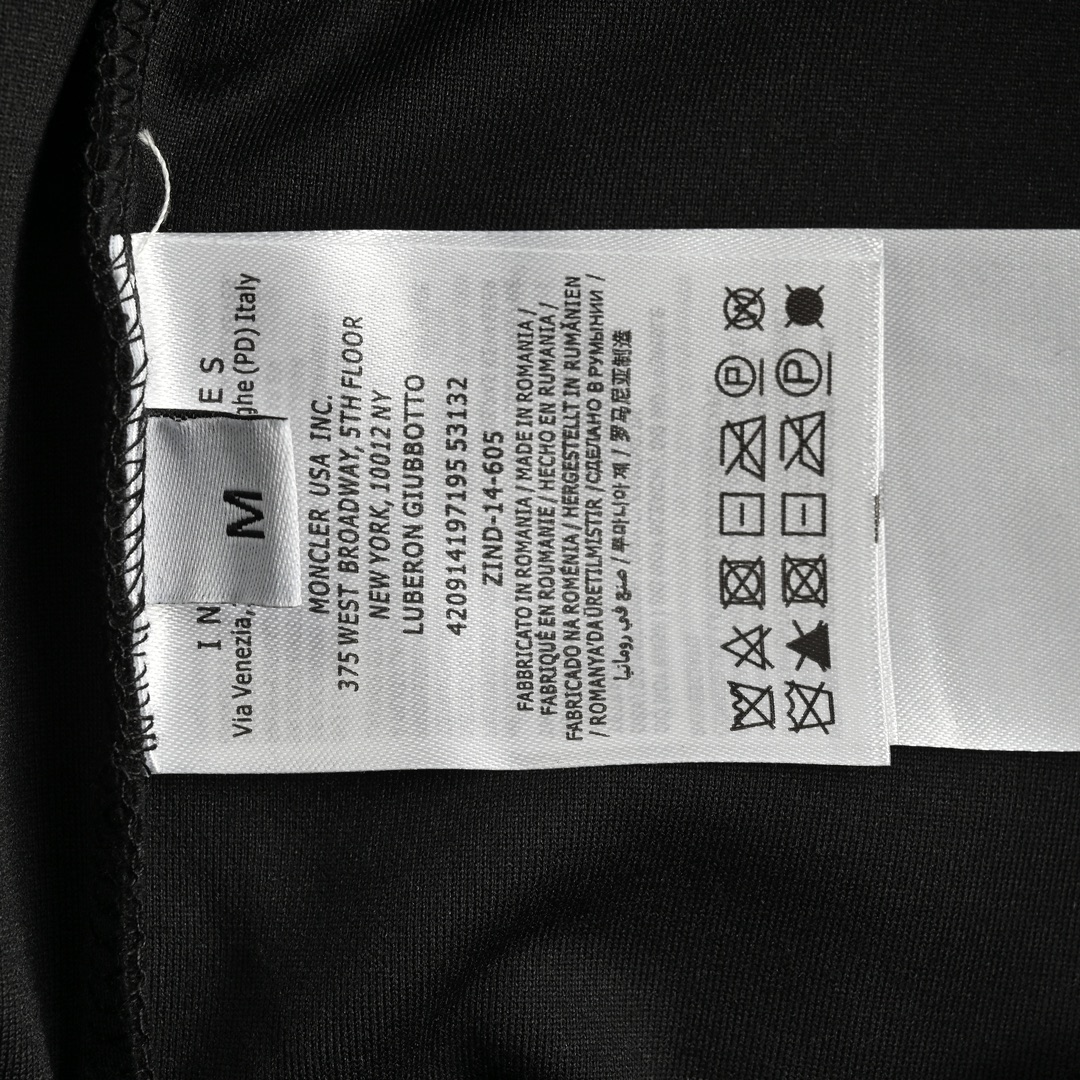 M
IN ES
Via Venezia, ghe (PD) Italy
MONCLER USA INC.
375 WEST BROADWAY, 5TH FLOOR
NEW YORK, 10012 NY
LUBERON GIUBBOTTO
420914197195 53132
ZIND-14-605
FABBRICATO IN ROMANIA / MADE IN ROMANIA /
FABRIQUÉ EN ROUMANIE / HECHO EN RUMANIA /
FABRICADO NA ROMÉNIA / HERGESTELLT IN RUMÄNIEN
/ ROMANYA'DA ÜRETILMISTIR / СДЕЛАНО В РУМЫНИИ /
صنع في رومانيا / 루마니아 제 / 罗马尼亚制造
W
P
P